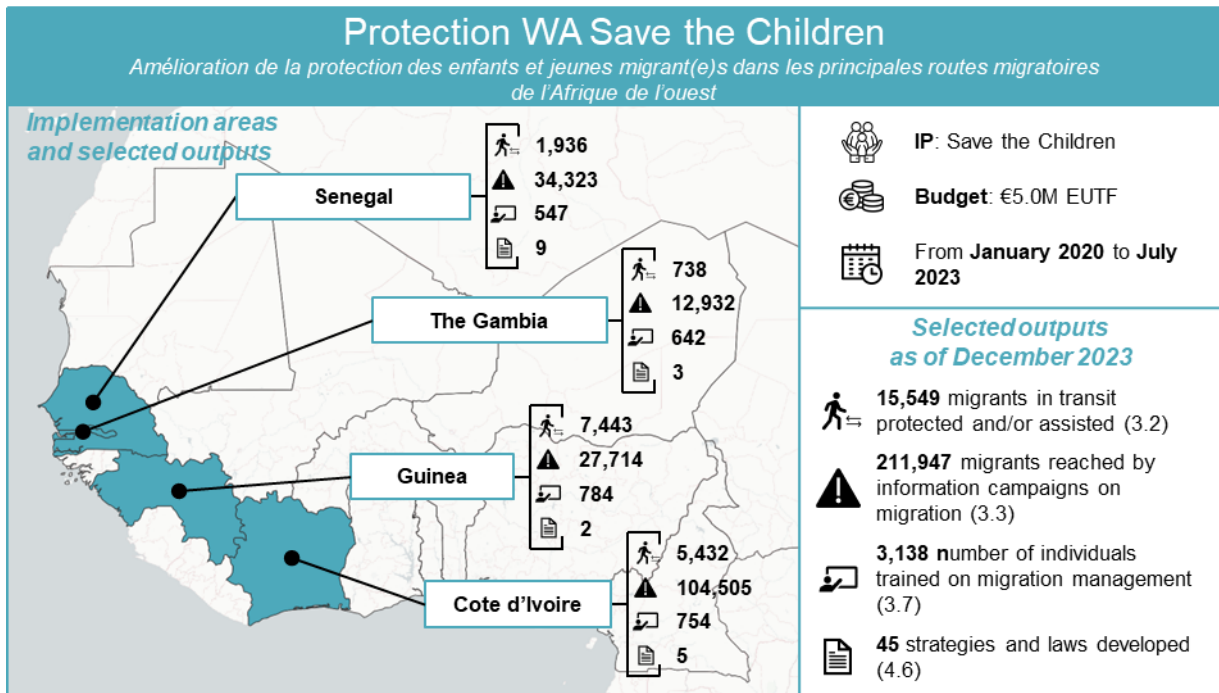 Protection WA Save the Children
Amélioration de la protection des enfants et jeunes migrant(e)s dans les principales routes migratoires
de l'Afrique de l'ouest
Implementation areas
and selected outputs
Senegal
1,936
34,323
547
9
The Gambia
738
12,932
642
3
Guinea
7,443
27,714
784
2
Cote d'Ivoire
5,432
104,505
754
5
IP: Save the Children
Budget: €5.0M EUTF
From January 2020 to July
2023
Selected outputs
as of December 2023
15,549 migrants in transit
protected and/or assisted (3.2)
211,947 migrants reached by
information campaigns on
migration (3.3)
3,138 number of individuals
trained on migration management
(3.7)
45 strategies and laws developed
(4.6)